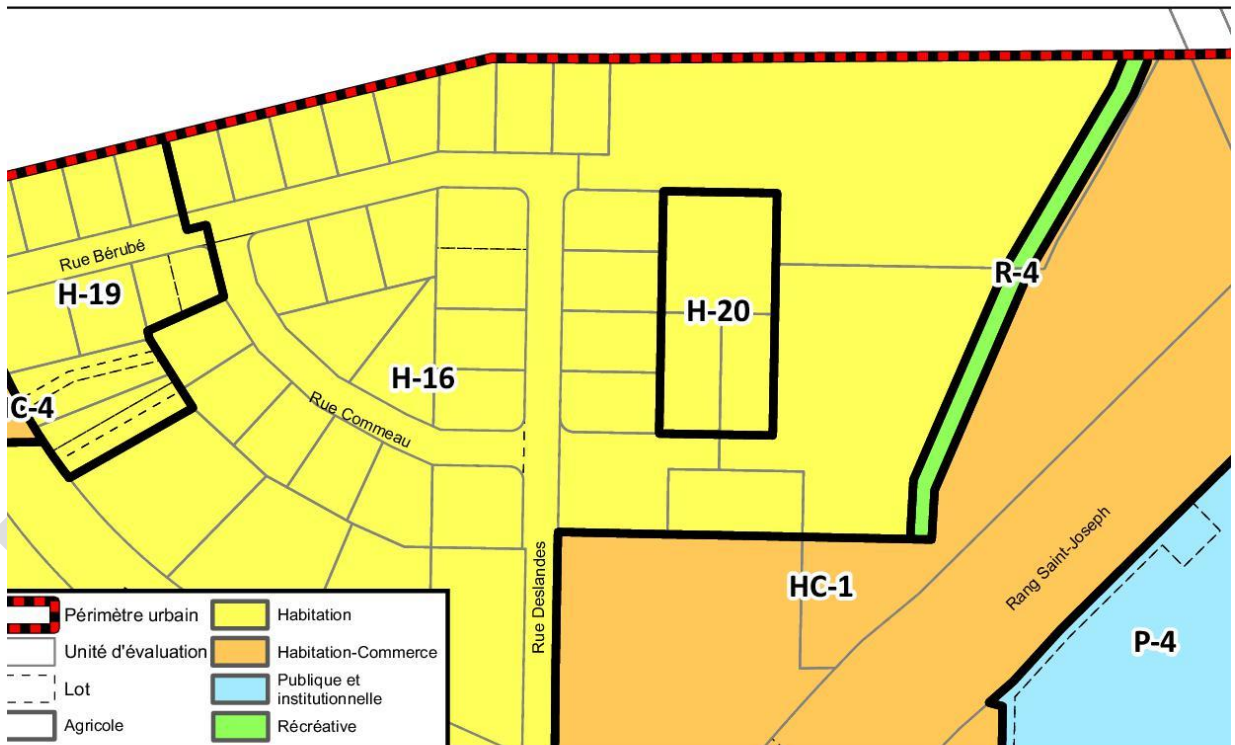 Rue Bérubé
H-19
R-4
H-20
H-16
C-4
Rue Commeau
Rue Deslandes
HC-1
Rang Saint-Joseph
P-4
Périmètre urbain
Unité d'évaluation
Lot
Agricole
Habitation
Habitation-Commerce
Publique et
institutionnelle
Récréative